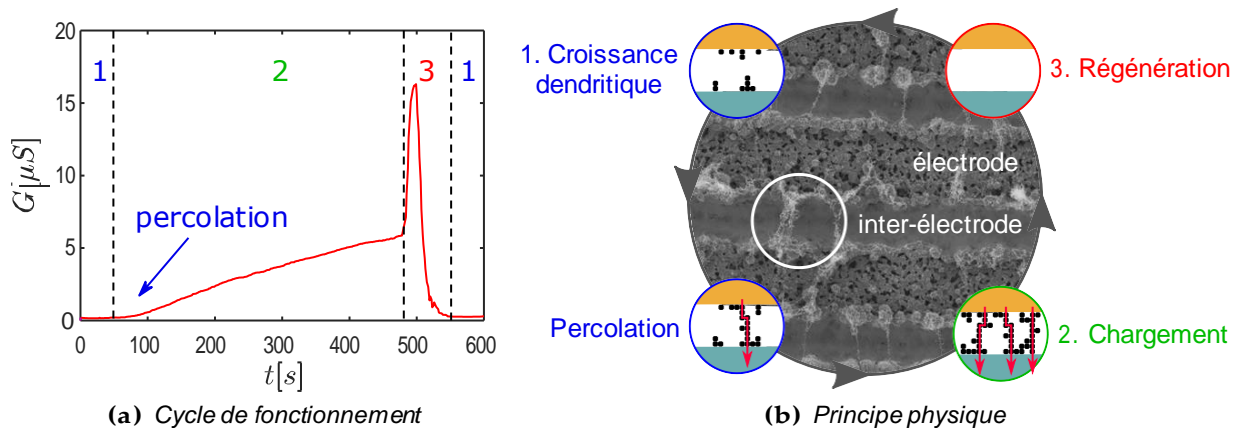 20
15
10
5
0
G[µS]
1
2
3
1
percolation
0
100
200
300
400
500
600
t[s]
(a) Cycle de fonctionnement
1. Croissance
dendritique
3. Régénération
électrode
inter-électrode
Percolation
2. Chargement
(b) Principe physique